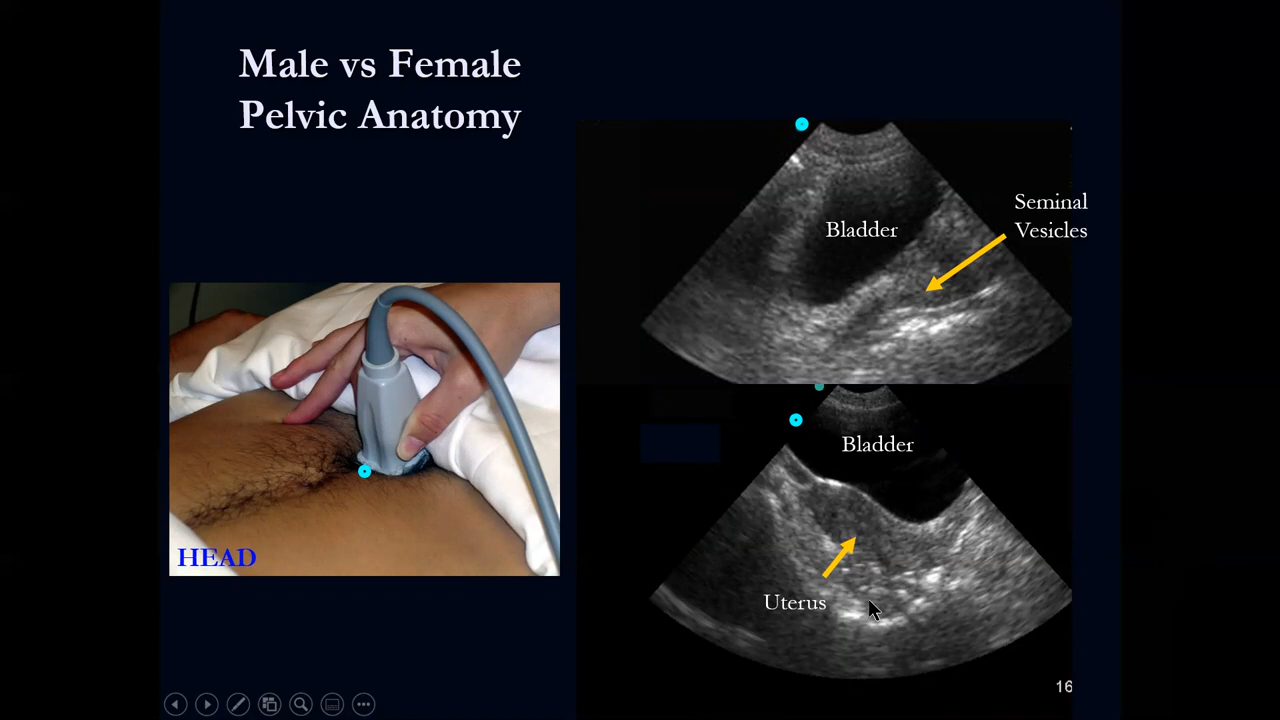 Male vs Female
Pelvic Anatomy
Bladder
Seminal
Vesicles
HEAD
Bladder
Uterus
16